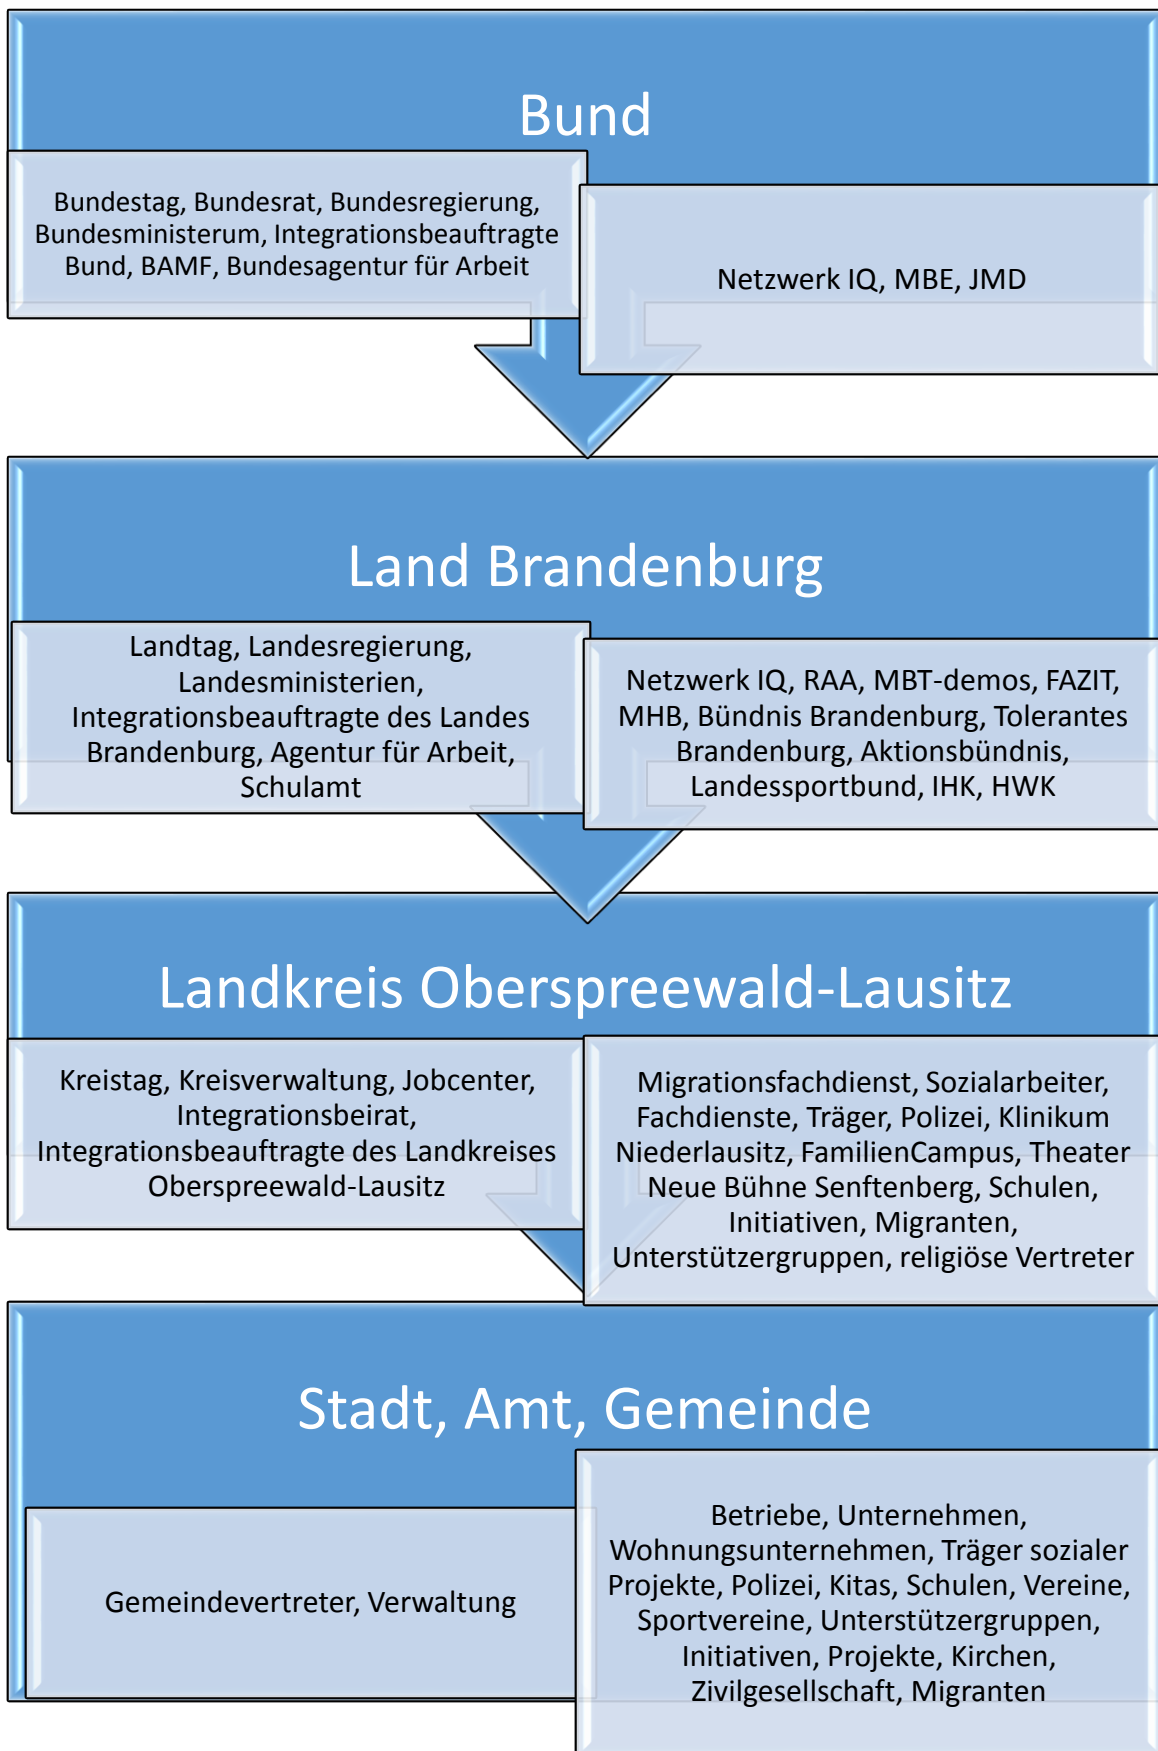 Bund
Bundestag, Bundesrat, Bundesregierung,
Bundesministerum, Integrationsbeauftragte
Bund, BAMF, Bundesagentur für Arbeit
Netzwerk IQ, MBE, JMD
Land Brandenburg
Landtag, Landesregierung,
Landesministerien,
Integrationsbeauftragte des Landes
Brandenburg, Agentur für Arbeit,
Schulamt
Netzwerk IQ, RAA, MBT-demos, FAZIT,
MHB, Bündnis Brandenburg, Tolerantes
Brandenburg, Aktionsbündnis,
Landessportbund, IHK, HWK
Landkreis Oberspreewald-Lausitz
Kreistag, Kreisverwaltung, Jobcenter,
Integrationsbeirat,
Integrationsbeauftragte des Landkreises
Oberspreewald-Lausitz
Migrationsfachdienst, Sozialarbeiter,
Fachdienste, Träger, Polizei, Klinikum
Niederlausitz, FamilienCampus, Theater
Neue Bühne Senftenberg, Schulen,
Initiativen, Migranten,
Unterstützergruppen, religiöse Vertreter
Stadt, Amt, Gemeinde
Gemeindevertreter, Verwaltung
Betriebe, Unternehmen,
Wohnungsunternehmen, Träger sozialer
Projekte, Polizei, Kitas, Schulen, Vereine,
Sportvereine, Unterstützergruppen,
Initiativen, Projekte, Kirchen,
Zivilgesellschaft, Migranten